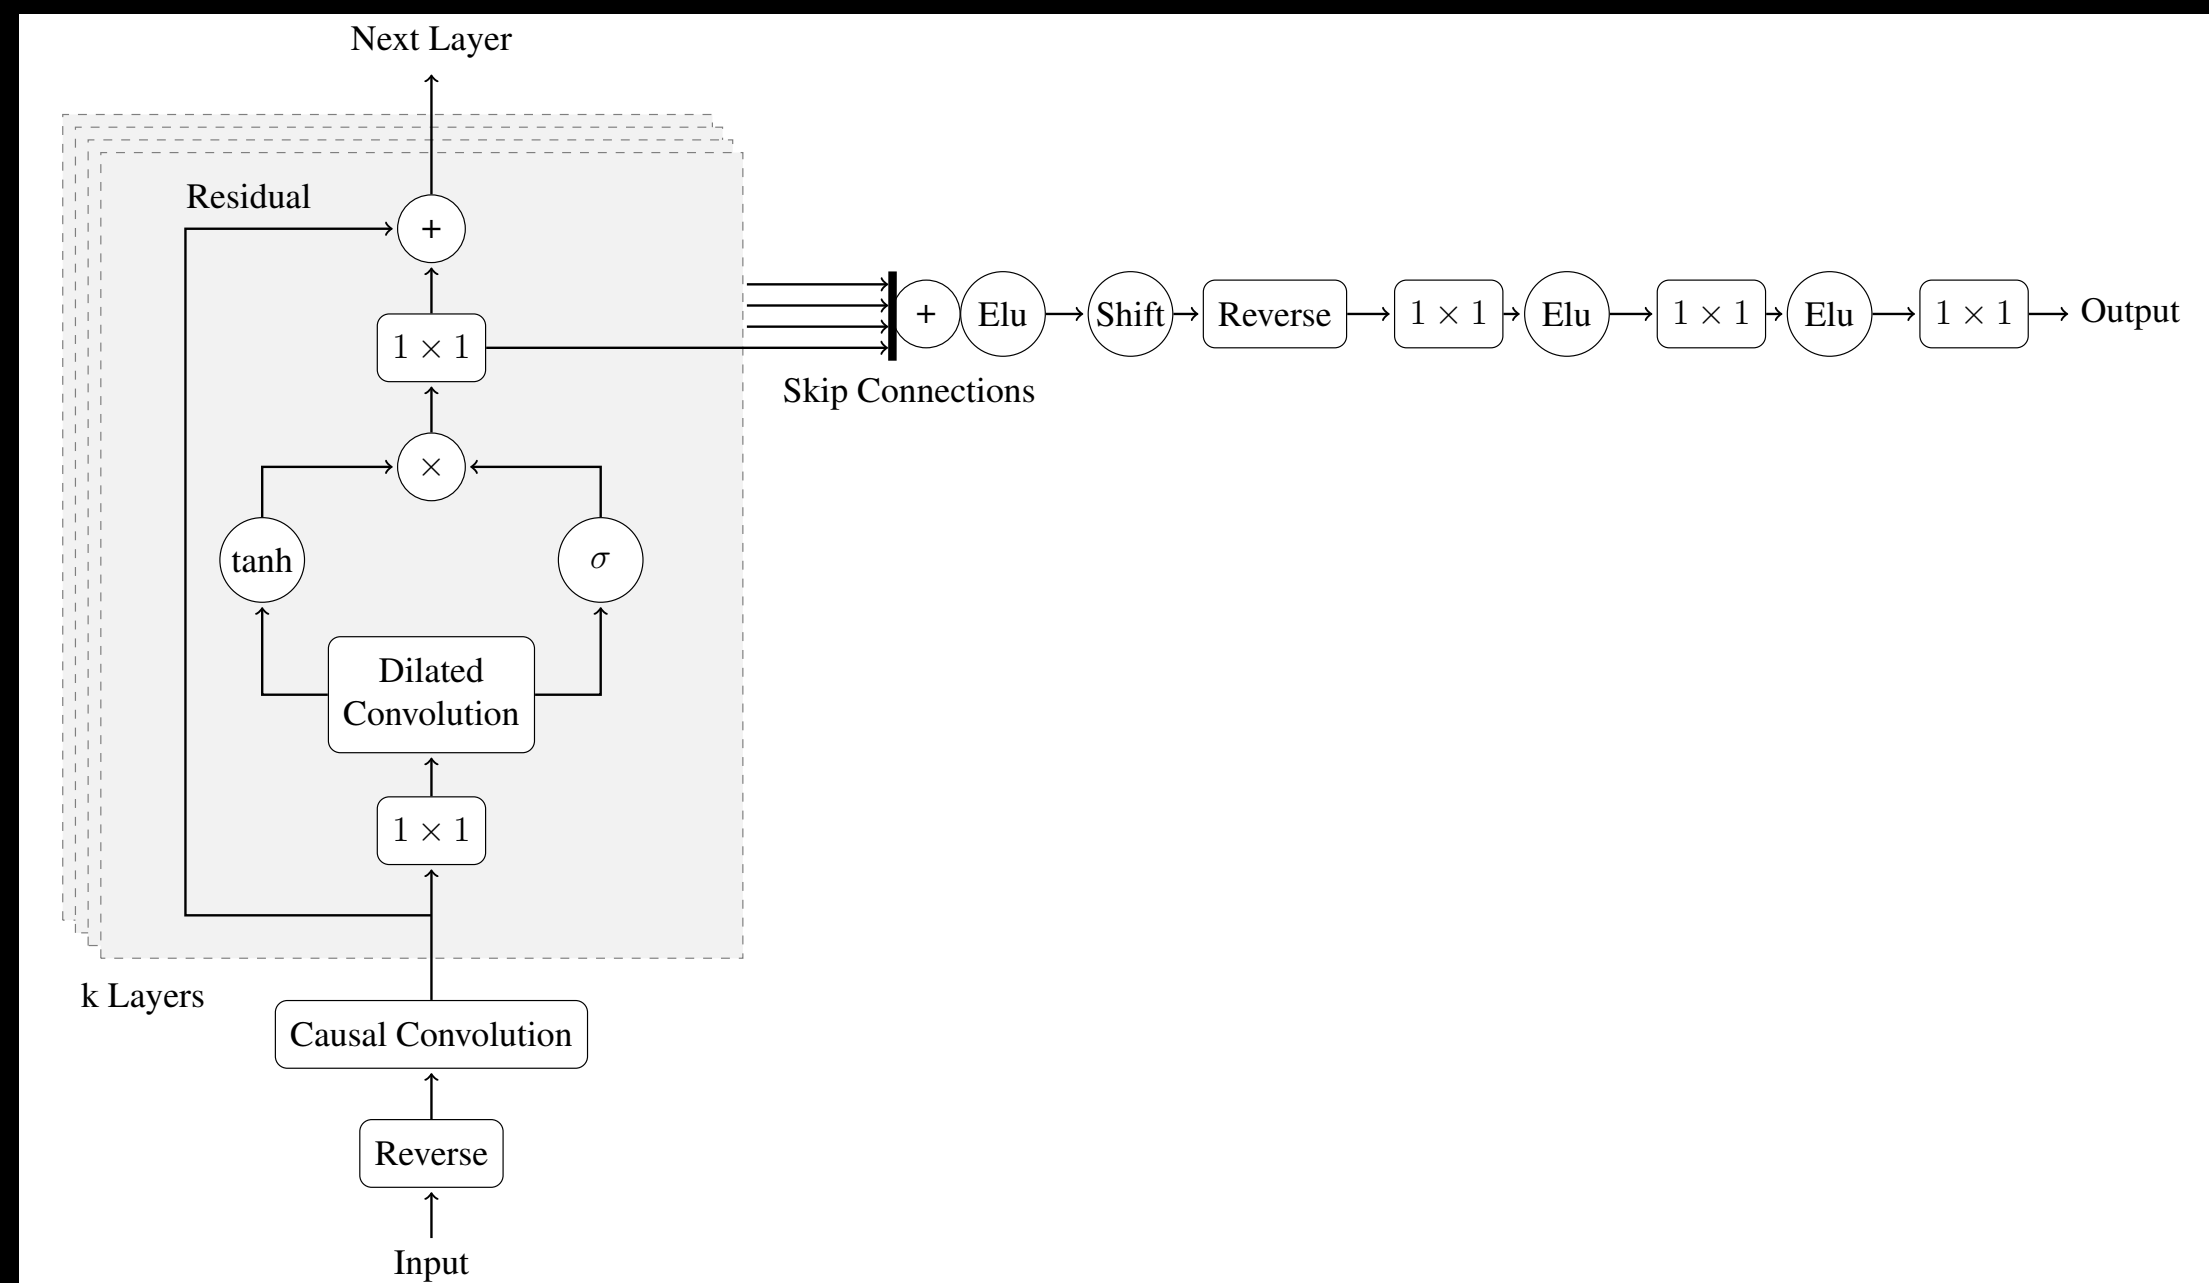 Next Layer
Residual
+
1 × 1
×
tanh
σ
Dilated
Convolution
1 × 1
k Layers
Causal Convolution
Reverse
Input
+
Elu
Shift
Reverse
1 × 1
Elu
1 × 1
Elu
1 × 1
Output
Skip Connections